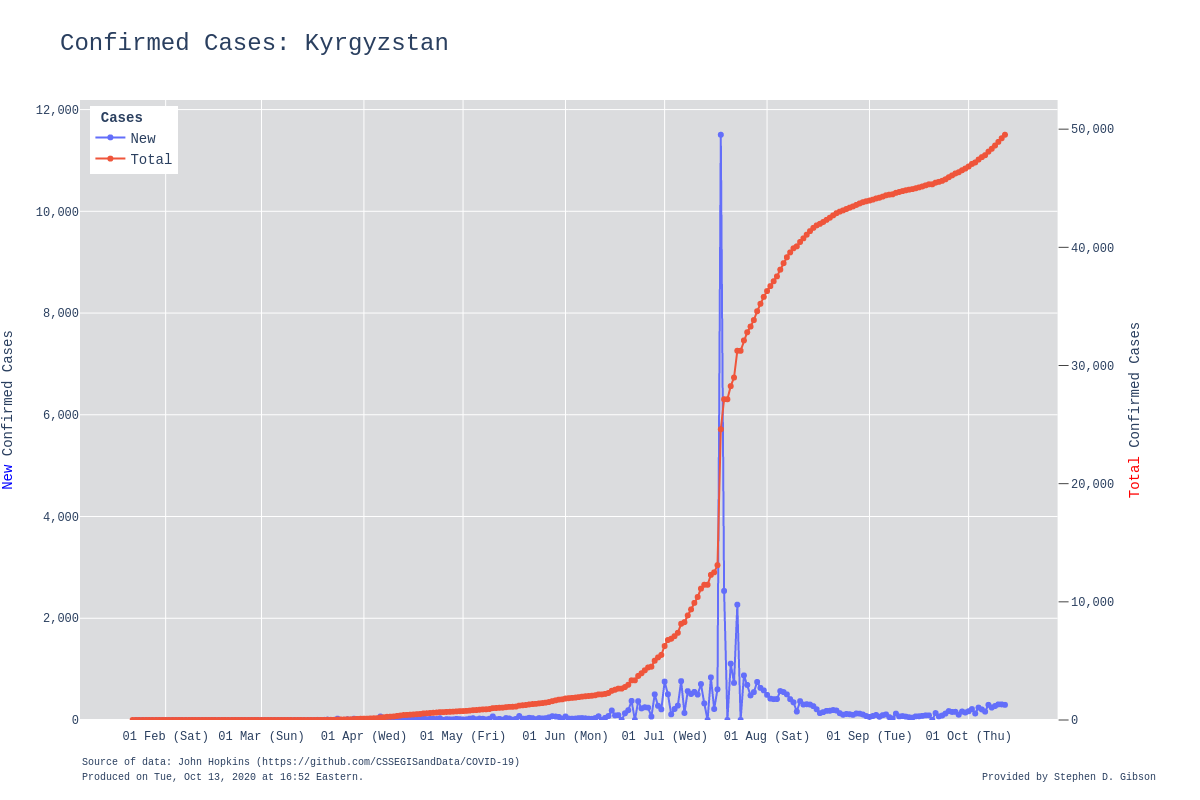 Confirmed Cases: Kyrgyzstan
Cases
New
Total
12,000
10,000
8,000
6,000
4,000
2,000
0
New Confirmed Cases
50,000
40,000
30,000
20,000
10,000
0
Total Confirmed Cases
01 Feb (Sat) 01 Mar (Sun) 01 Apr (Wed) 01 May (Fri) 01 Jun (Mon) 01 Jul (Wed) 01 Aug (Sat) 01 Sep (Tue) 01 Oct (Thu)
Source of data: John Hopkins (https://github.com/CSSEGISandData/COVID-19)
Produced on Tue, Oct 13, 2020 at 16:52 Eastern.
Provided by Stephen D. Gibson